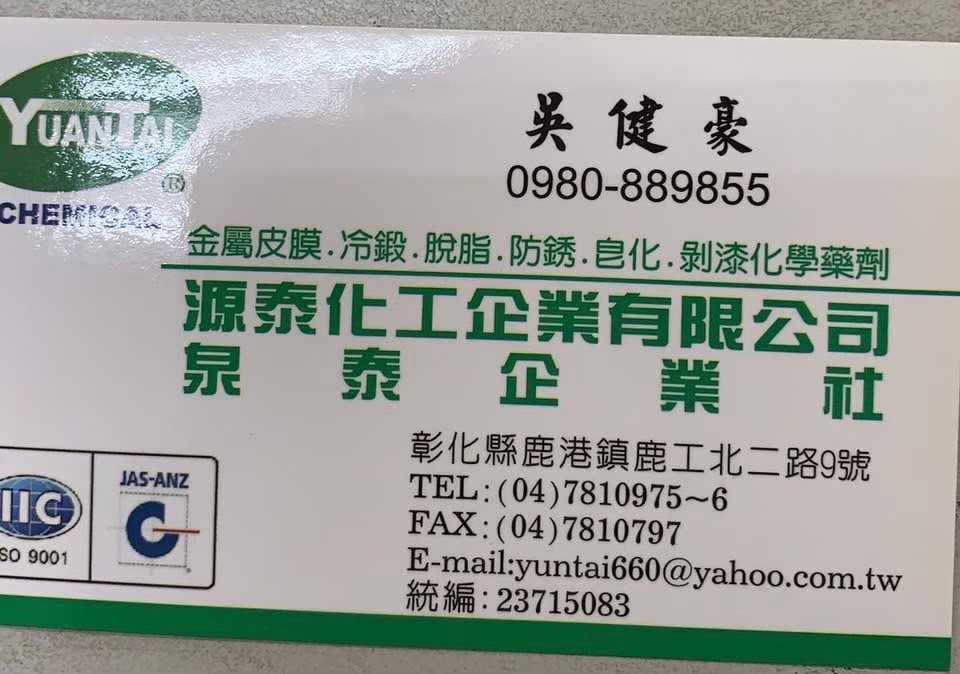 YUANTAI
®
CHEMICAL
吳健豪
0980-889855
金屬皮膜.冷鍛.脫脂.防銹.皂化.剝漆化學藥劑
源泰化工企業有限公司
泉泰企業社
彰化縣鹿港鎮鹿工北二路9號
TEL:(04)7810975~6
FAX:(04)7810797
E-mail:yuntai660@yahoo.com.tw
統編:23715083
IIC
ISO 9001
JAS-ANZ